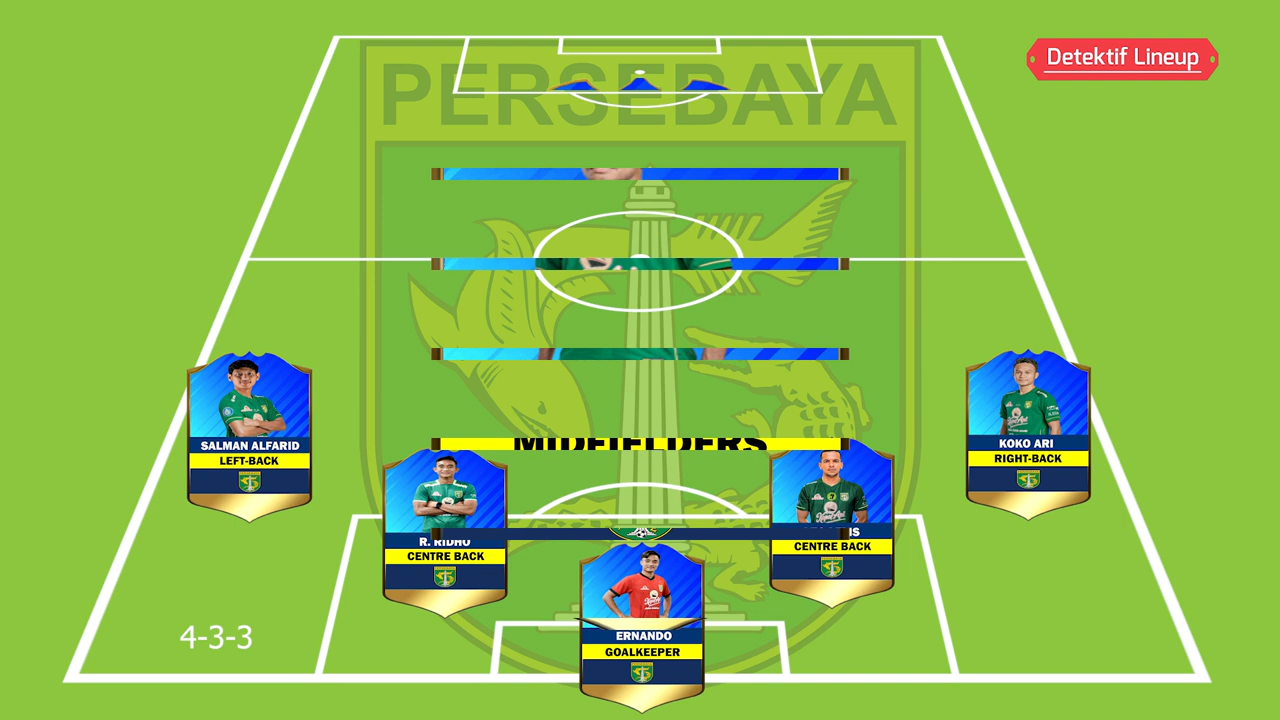 Detektif Lineup
PERSEBAYA
MIDFIELDERS
SALMAN ALFARID
LEFT-BACK
KOKO ARI
RIGHT-BACK
R. RIDHO
CENTRE BACK
CENTRE BACK
ERNANDO
GOALKEEPER
4-3-3